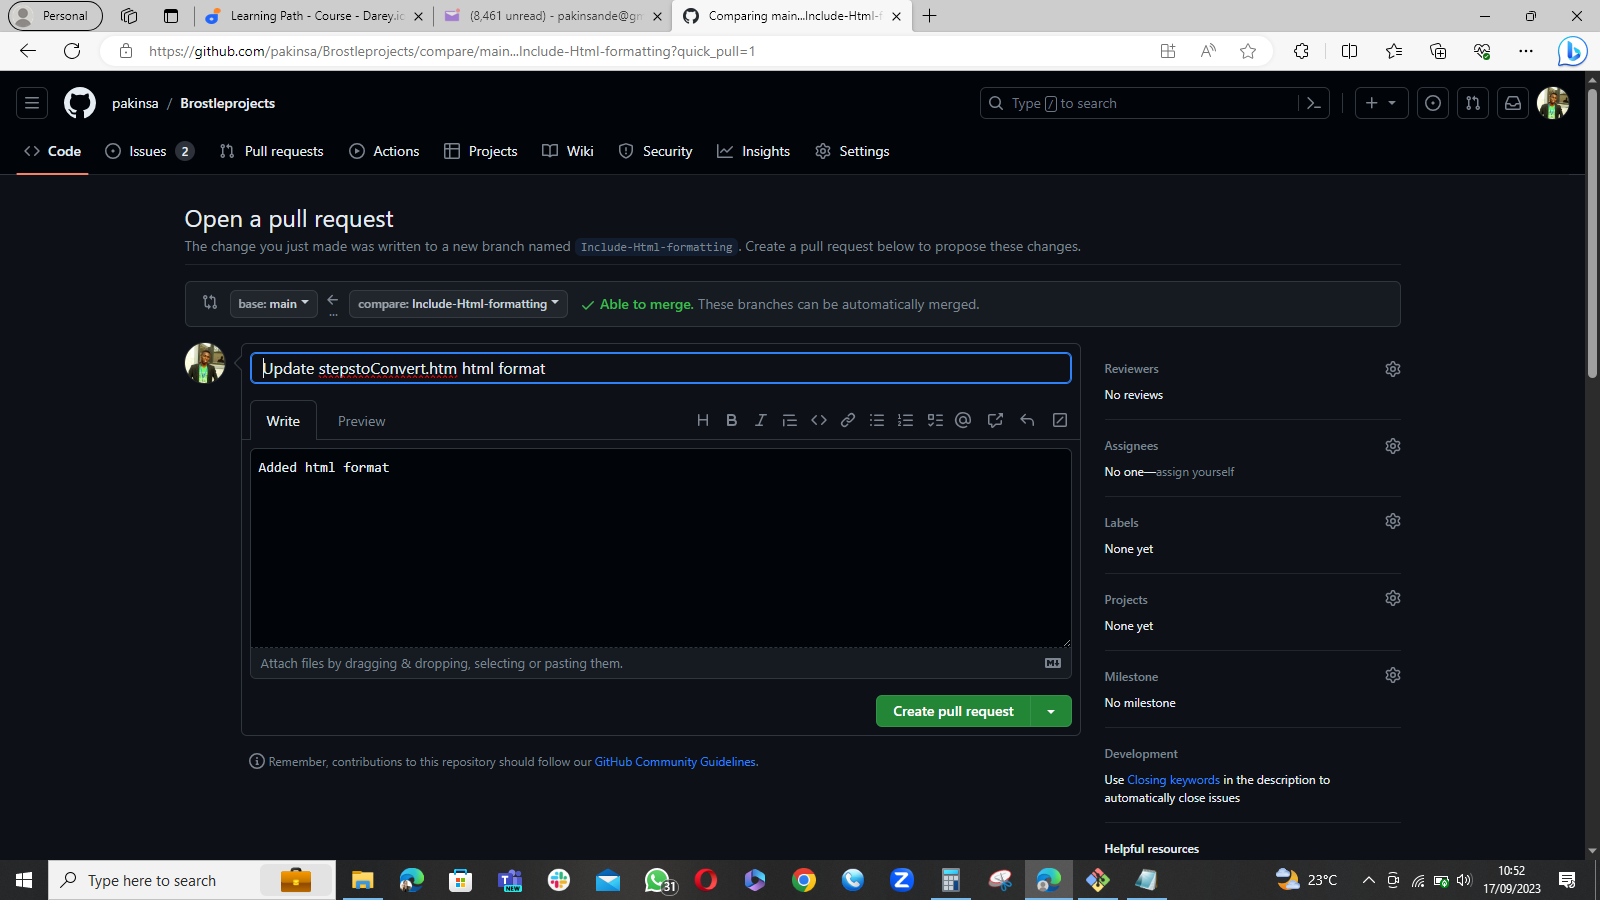 Personal
Learning Path - Course - Darey.ic
(8,461 unread) - pakinsande@gm
Comparing main...Include-Html-f
https://github.com/pakinsa/Brostleprojects/compare/main...Include-Html-formatting?quick_pull=1
pakinsa / Brostleprojects
Type / to search
Code
Issues 2
Pull requests
Actions
Projects
Wiki
Security
Insights
Settings
Open a pull request
The change you just made was written to a new branch named Include-Html-formatting. Create a pull request below to propose these changes.
base: main
...
compare: Include-Html-formatting
Able to merge. These branches can be automatically merged.
Update stepstoConvert.htm html format
Write
Preview
Added html format
Attach files by dragging & dropping, selecting or pasting them.
Create pull request
Remember, contributions to this repository should follow our GitHub Community Guidelines.
Reviewers
No reviews
Assignees
No one—assign yourself
Labels
None yet
Projects
None yet
Milestone
No milestone
Development
Use Closing keywords in the description to
automatically close issues
Helpful resources
Type here to search
NEW
31
23°C
10:52
17/09/2023